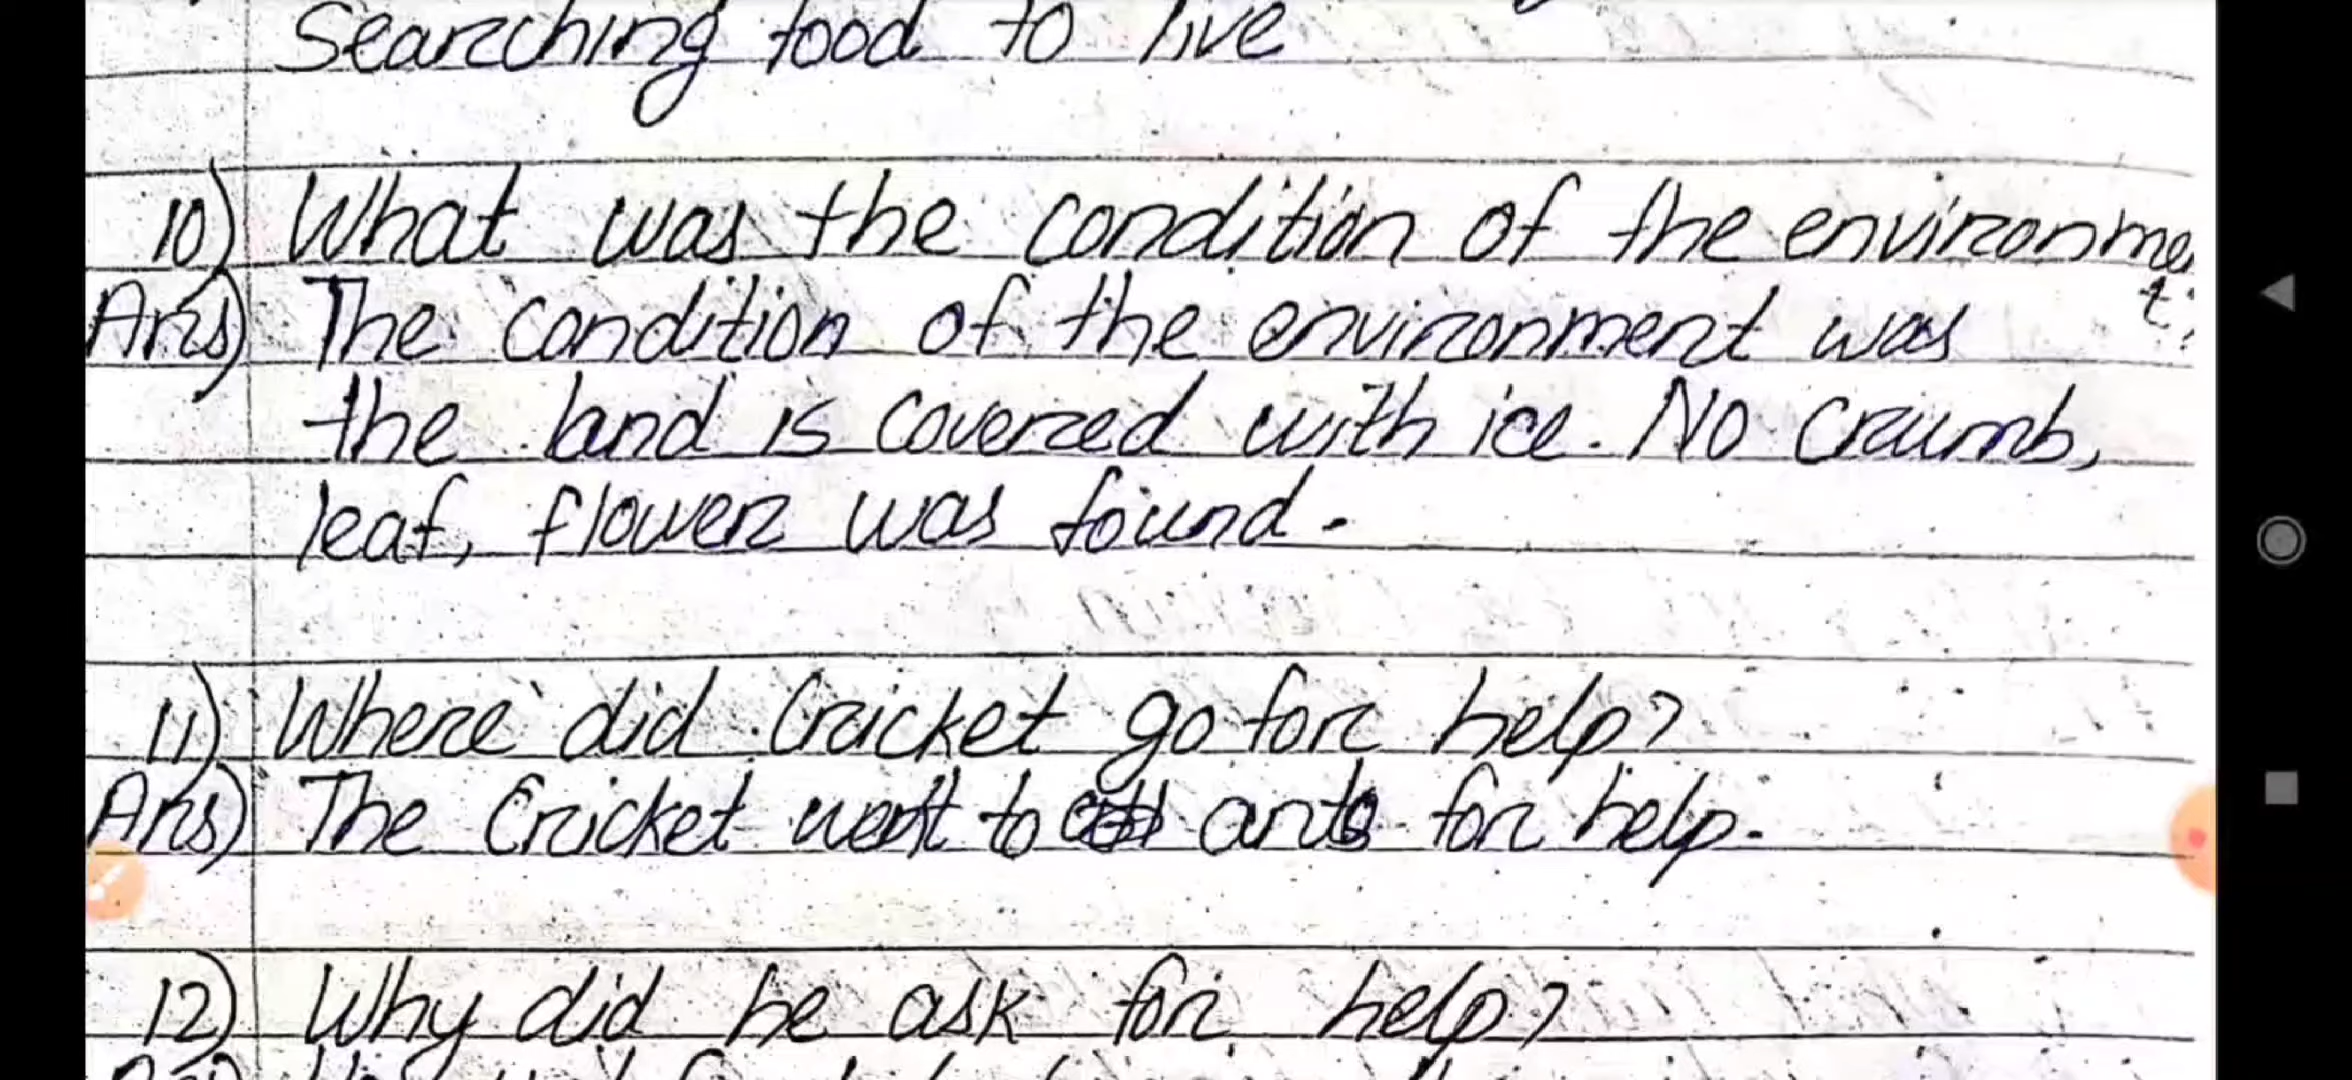 Searching food to live
10) What was the condition of the environmen
t?
Ans) The condition of the environment was
the land is covered with ice. No Crumb,
leaf, flower was found.
11) Where did Cricket go for help?
Ans) The Cricket went to ants for help.
12) Why did he ask for help?